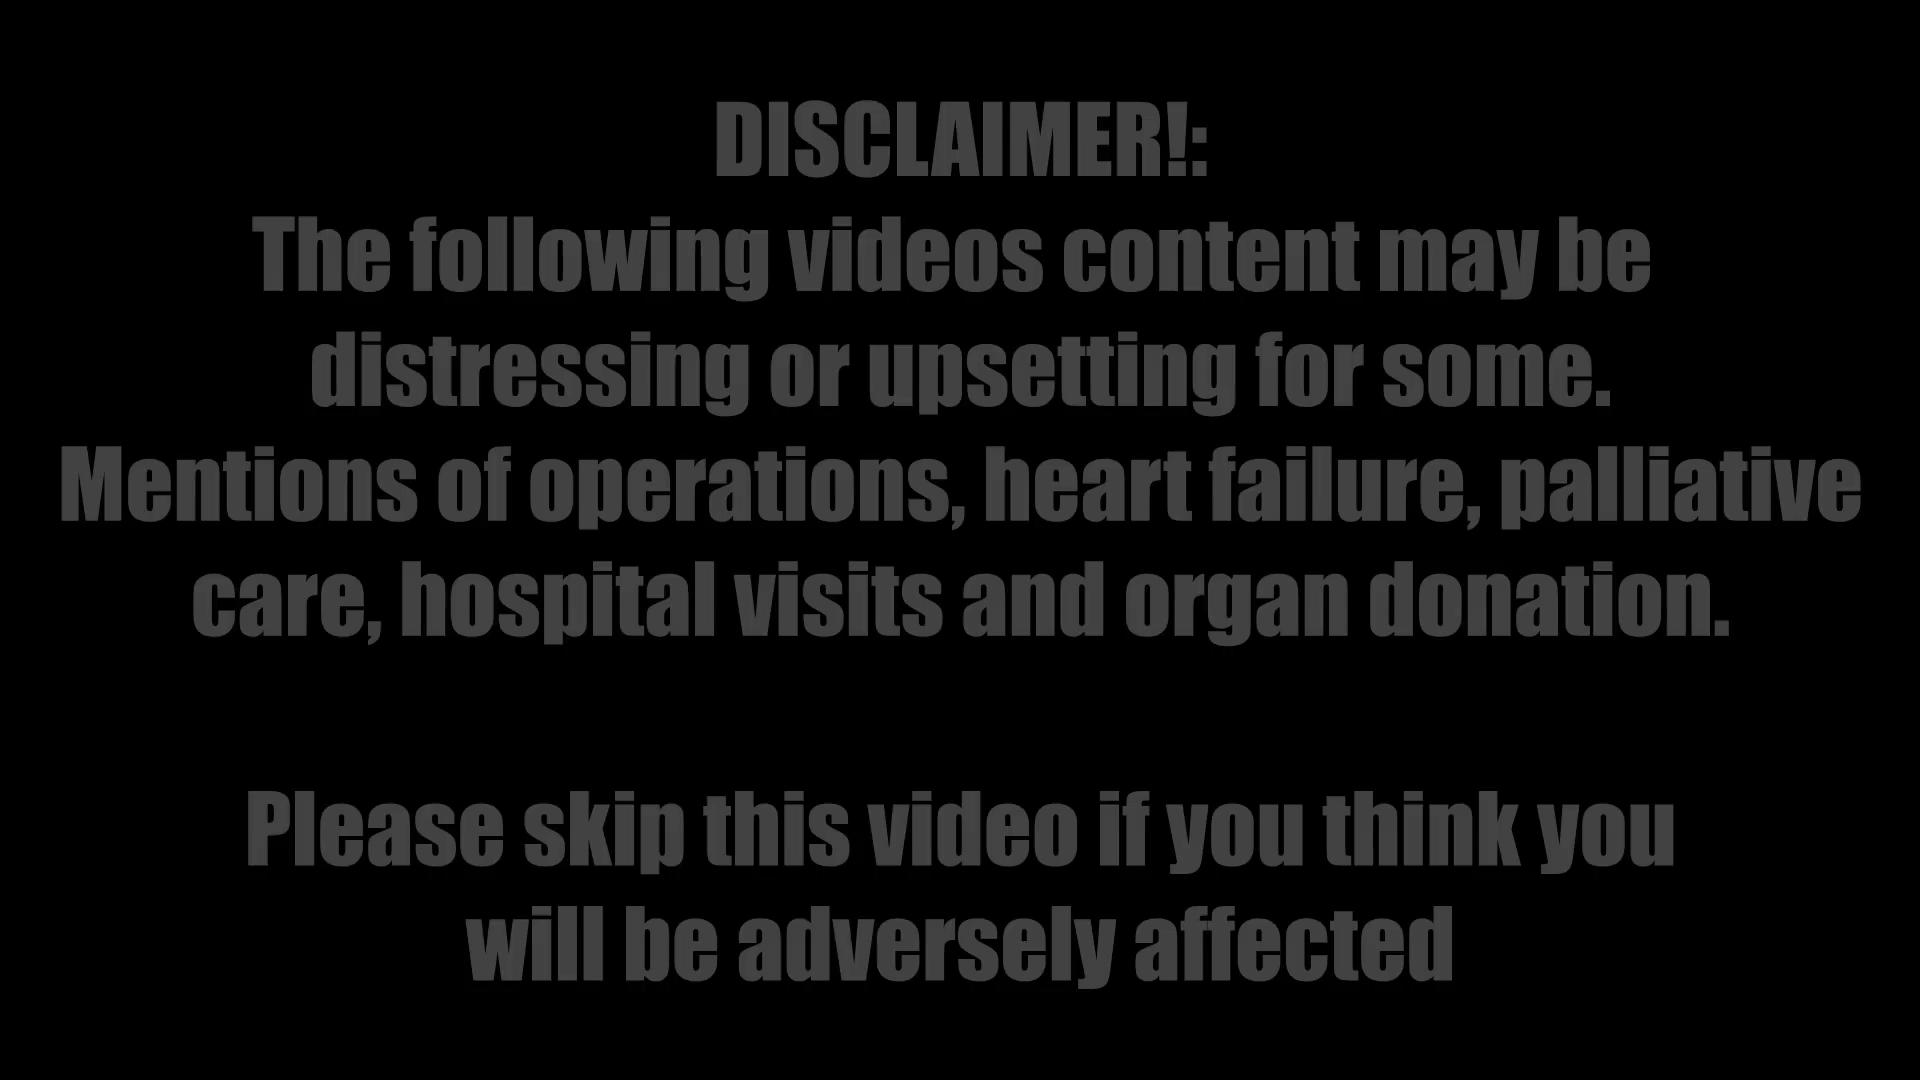 DISCLAIMER!:
The following videos content may be
distressing or upsetting for some.
Mentions of operations, heart failure, palliative
care, hospital visits and organ donation.
Please skip this video if you think you
will be adversely affected